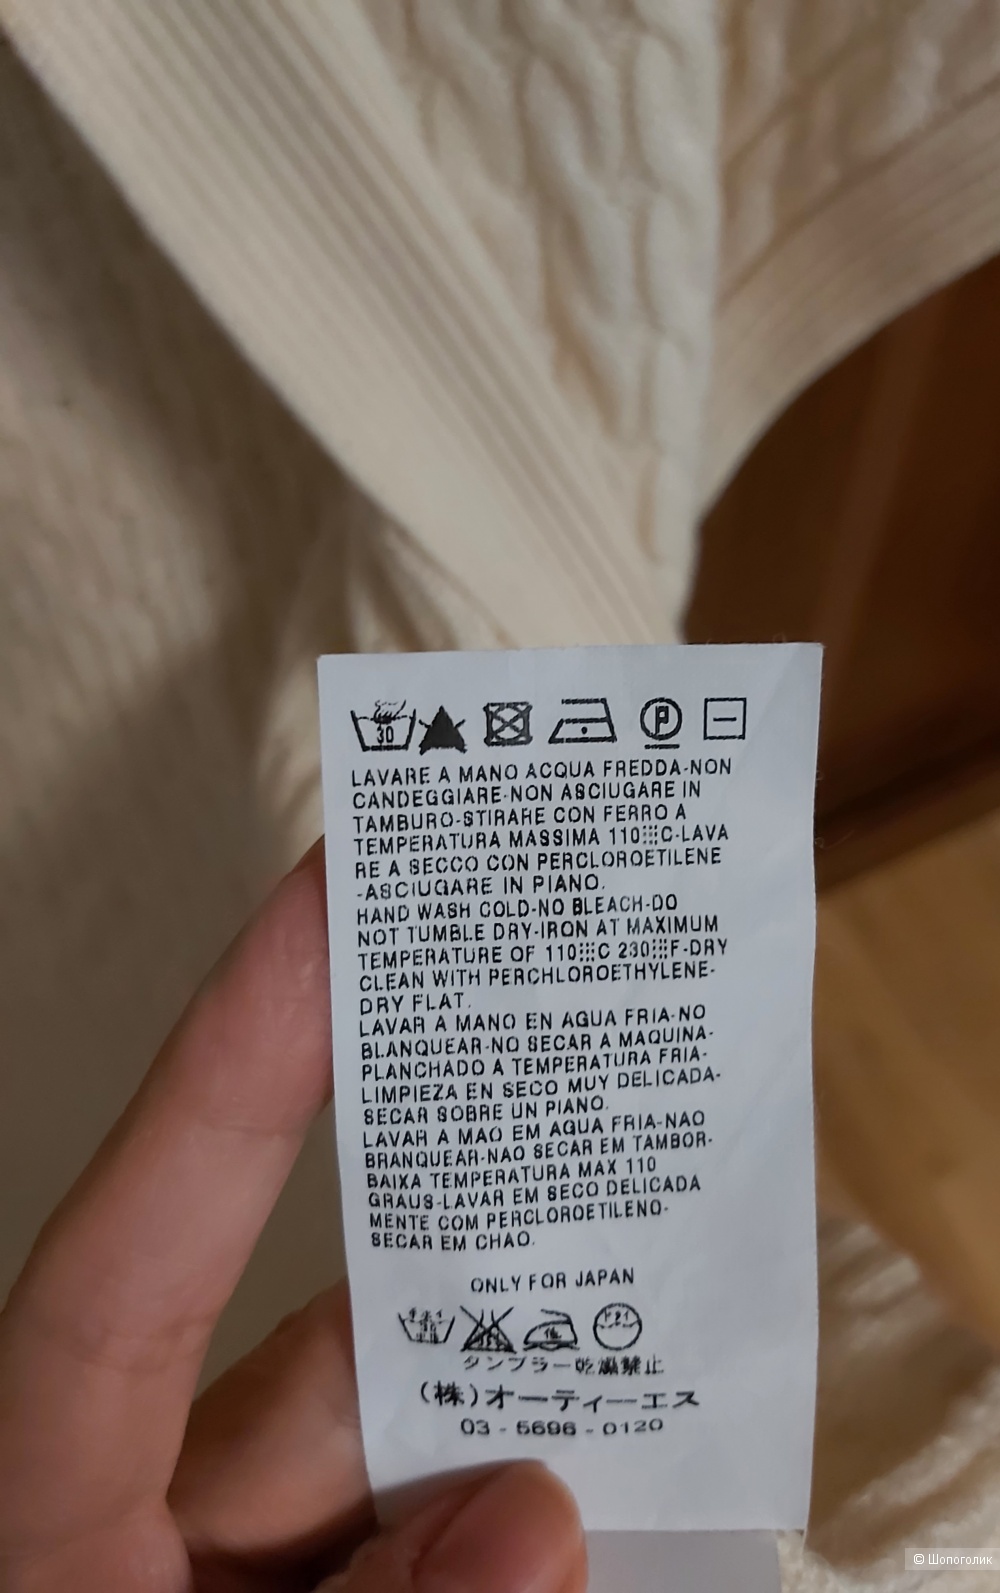 30
P
LAVARE A MANO ACQUA FREDDA-NON
CANDEGGIARE-NON ASCIUGARE IN
TAMBURO-STIRARE CON FERRO A
TEMPERATURA MASSIMA 110 C-LAVA
RE A SECCO CON PERCLOROETILENE
-ASCIUGARE IN PIANO.
HAND WASH COLD-NO BLEACH-DO
NOT TUMBLE DRY-IRON AT MAXIMUM
TEMPERATURE OF 110 C 230 F-DRY
CLEAN WITH PERCHLOROETHYLENE-
DRY FLAT.
LAVAR A MANO EN AGUA FRIA-NO
BLANQUEAR-NO SECAR A MAQUINA-
PLANCHADO A TEMPERATURA FRIA-
LIMPIEZA EN SECO MUY DELICADA-
SECAR SOBRE UN PIANO.
LAVAR A MAO EM AGUA FRIA-NAO
BRANQUEAR-NAO SECAR EM TAMBOR-
BAIXA TEMPERATURA MAX 110
GRAUS-LAVAR EM SECO DELICADA
MENTE COM PERCLOROETILENO-
SECAR EM CHAO.
ONLY FOR JAPAN
タンブラー乾燥禁止
(株)オーティーエス
03 - 5696 - 0120
© Шопоголик